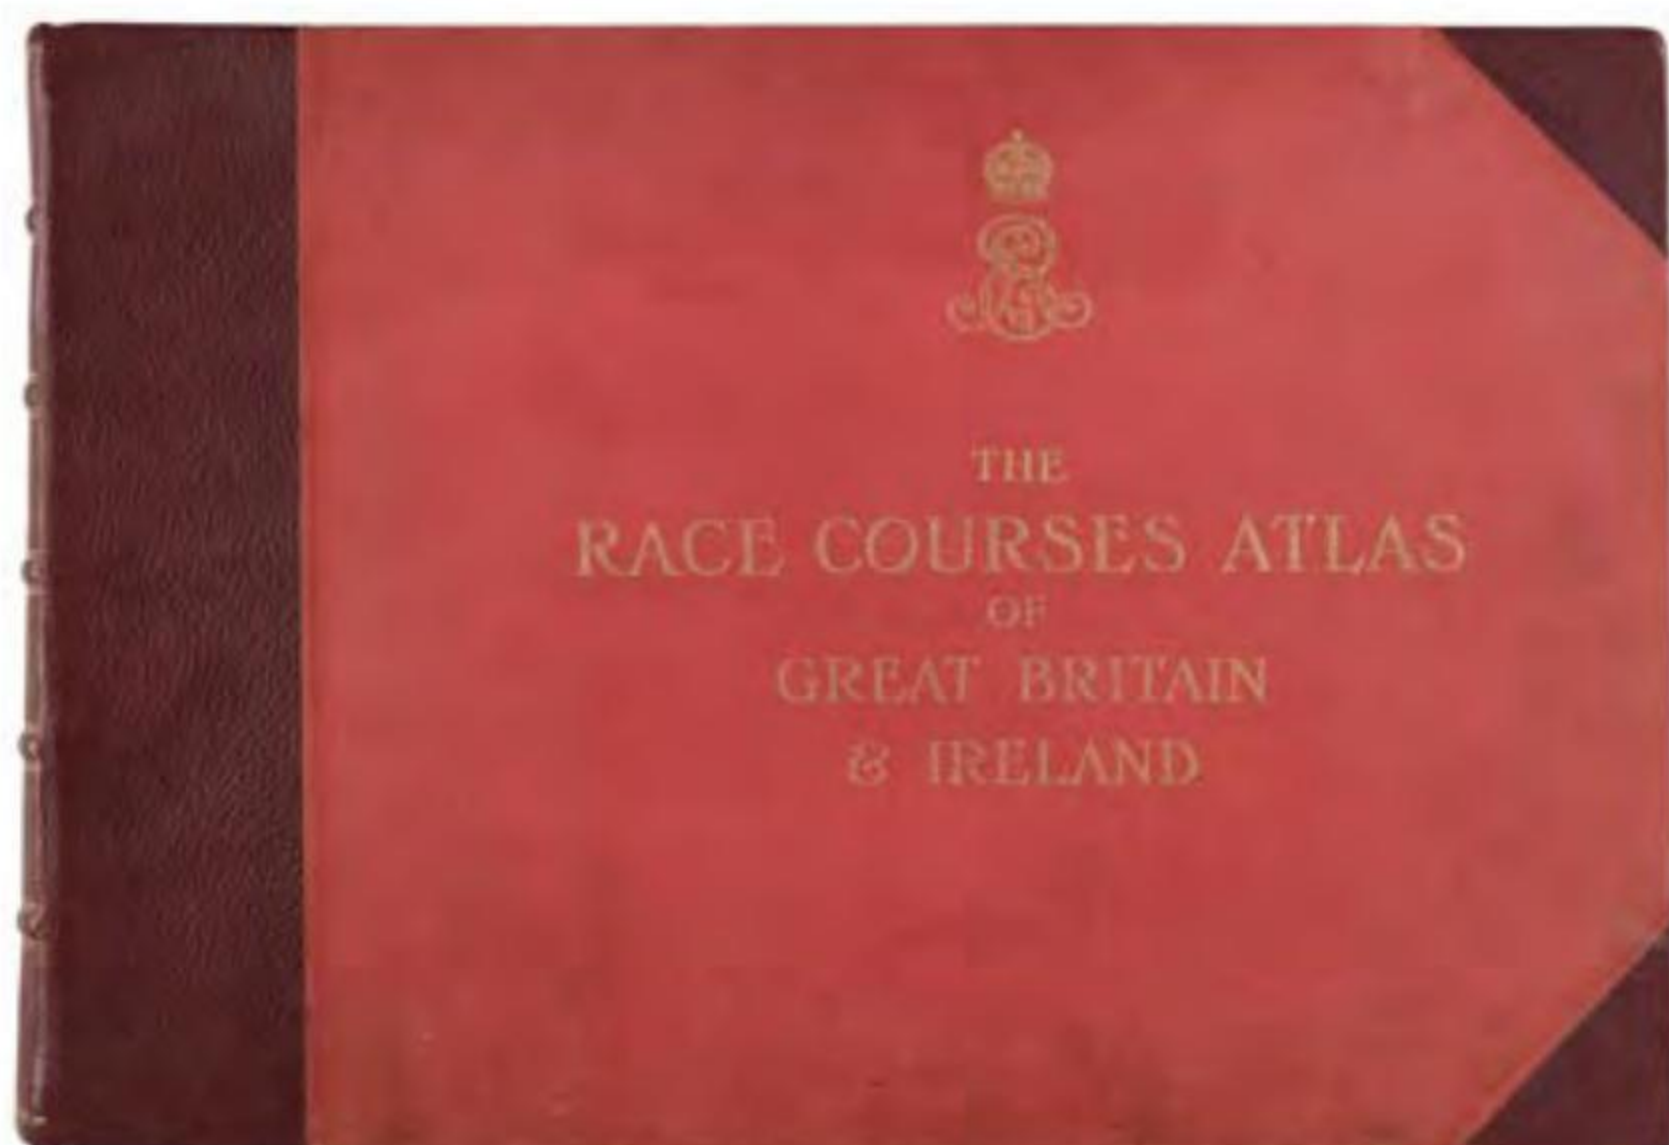 THE
RACE COURSES ATLAS
OF
GREAT BRITAIN
& IRELAND